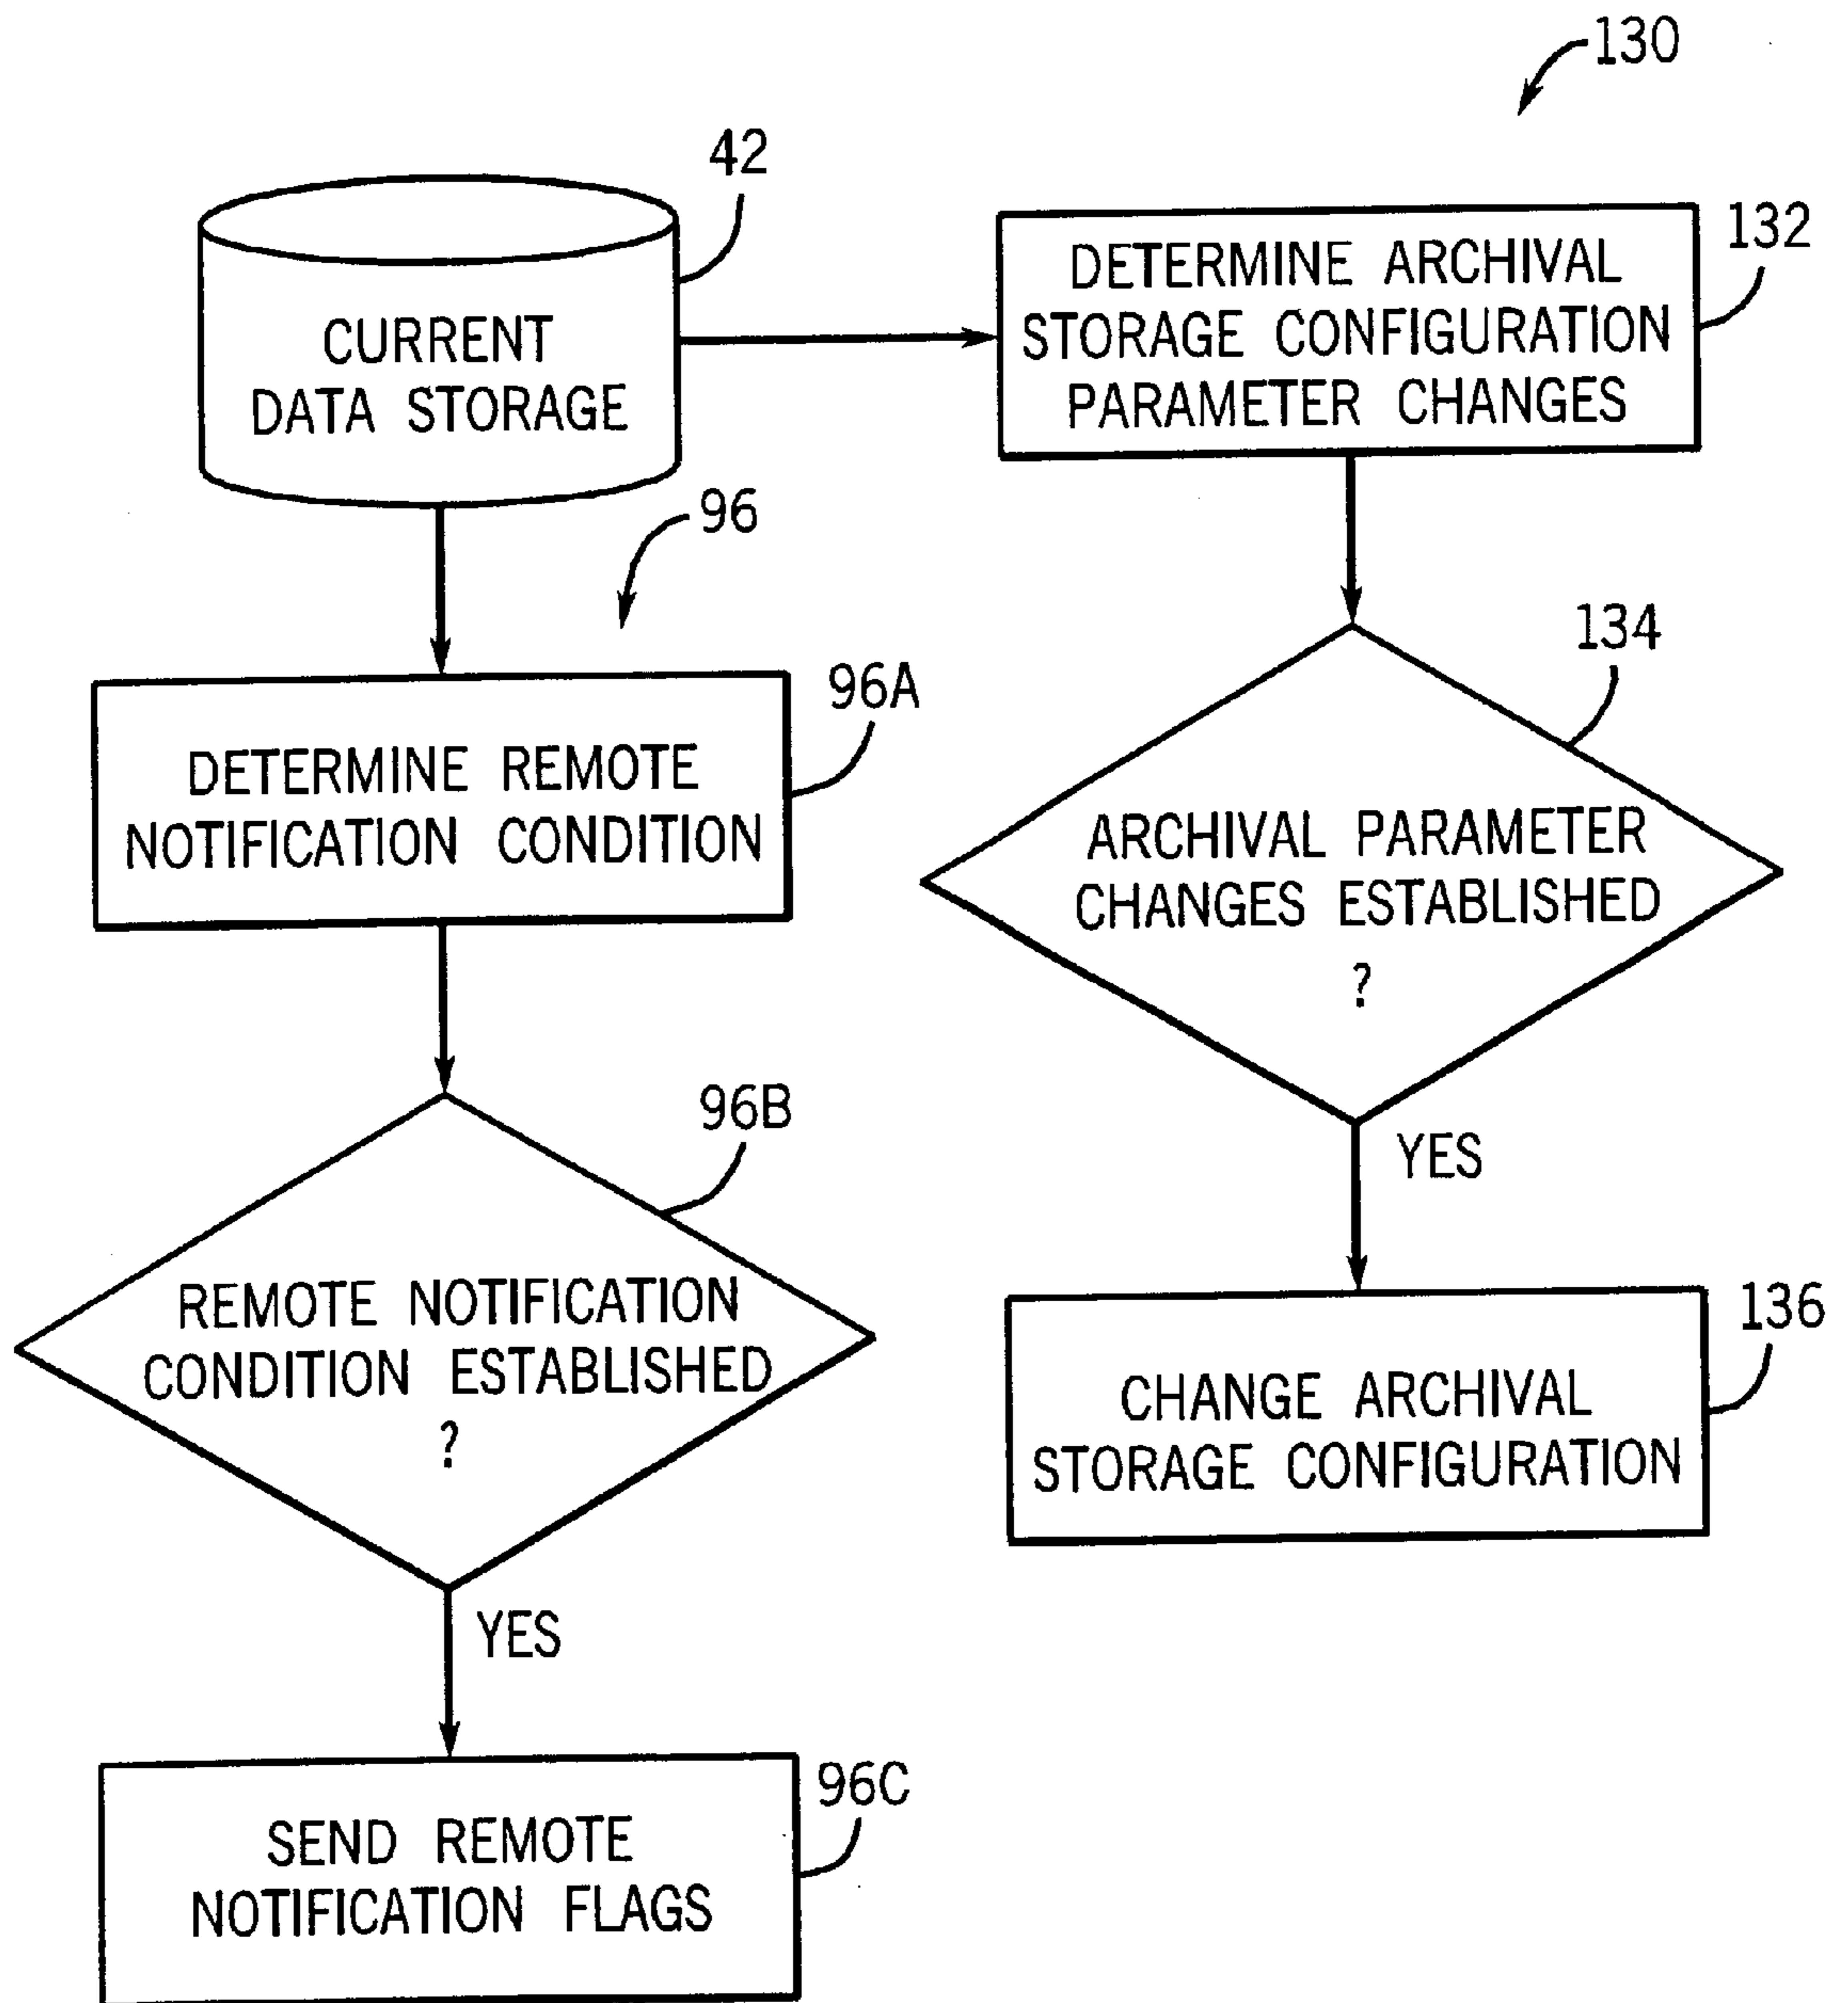 130
42
CURRENT
DATA STORAGE
132
DETERMINE ARCHIVAL
STORAGE CONFIGURATION
PARAMETER CHANGES
96
96A
DETERMINE REMOTE
NOTIFICATION CONDITION
134
ARCHIVAL PARAMETER
CHANGES ESTABLISHED
?
YES
96B
REMOTE NOTIFICATION
CONDITION ESTABLISHED
?
YES
136
CHANGE ARCHIVAL
STORAGE CONFIGURATION
96C
SEND REMOTE
NOTIFICATION FLAGS